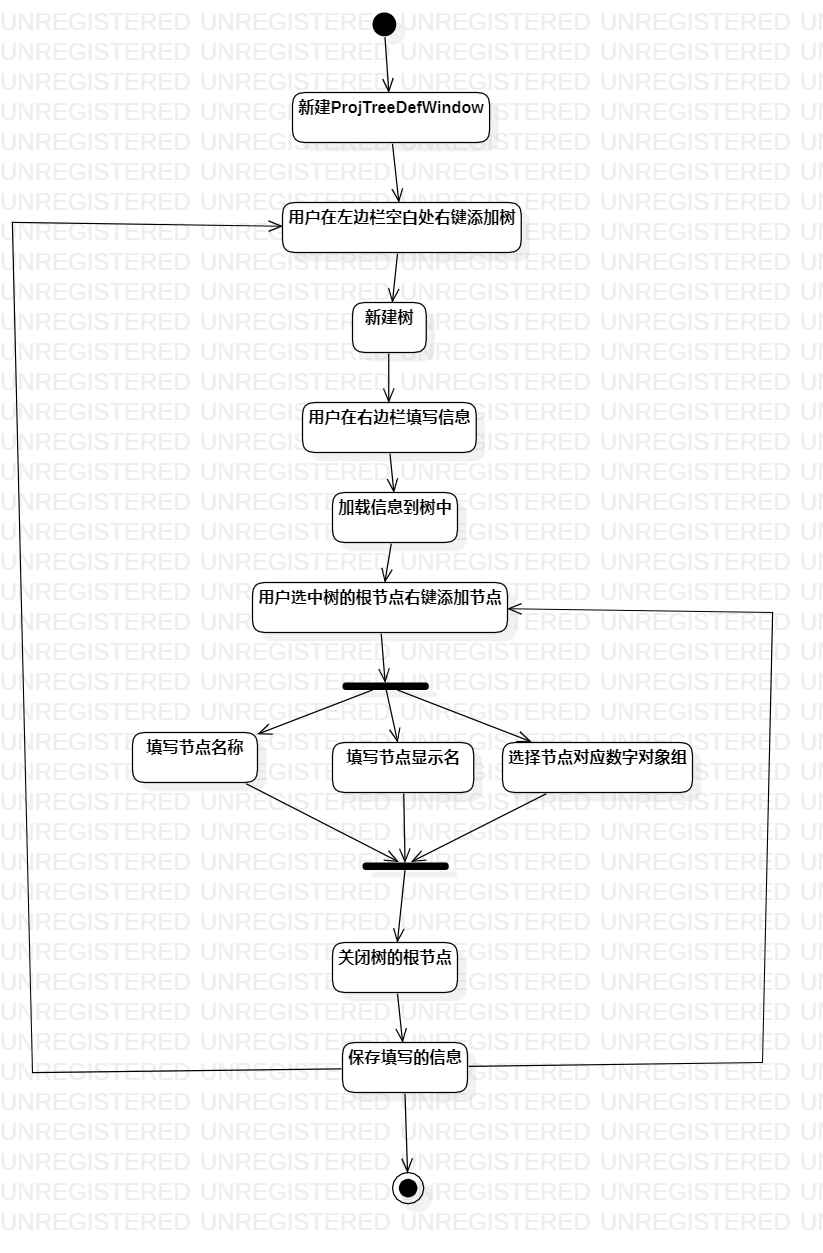 新建ProjTreeDefWindow
用户在左边栏空白处右键添加树
新建树
用户在右边栏填写信息
加载信息到树中
用户选中树的根节点右键添加节点
填写节点名称
填写节点显示名
选择节点对应数字对象组
关闭树的根节点
保存填写的信息
UNREGISTERED